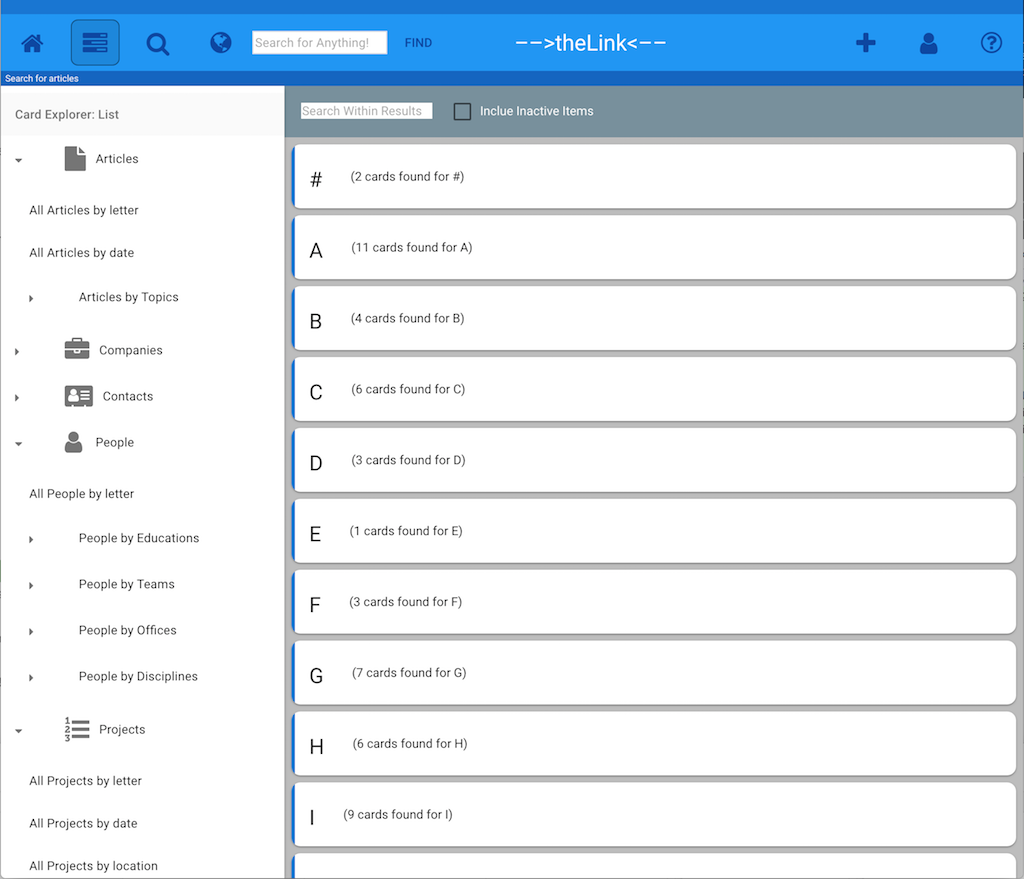 Search for Anything!
FIND
-->theLink<--
Search for articles
Card Explorer: List
Articles
All Articles by letter
All Articles by date
Articles by Topics
Companies
Contacts
People
All People by letter
People by Educations
People by Teams
People by Offices
People by Disciplines
1
2
3
Projects
All Projects by letter
All Projects by date
All Projects by location
Search Within Results
Inclue Inactive Items
# (2 cards found for #)
A (11 cards found for A)
B (4 cards found for B)
C (6 cards found for C)
D (3 cards found for D)
E (1 cards found for E)
F (3 cards found for F)
G (7 cards found for G)
H (6 cards found for H)
I (9 cards found for I)